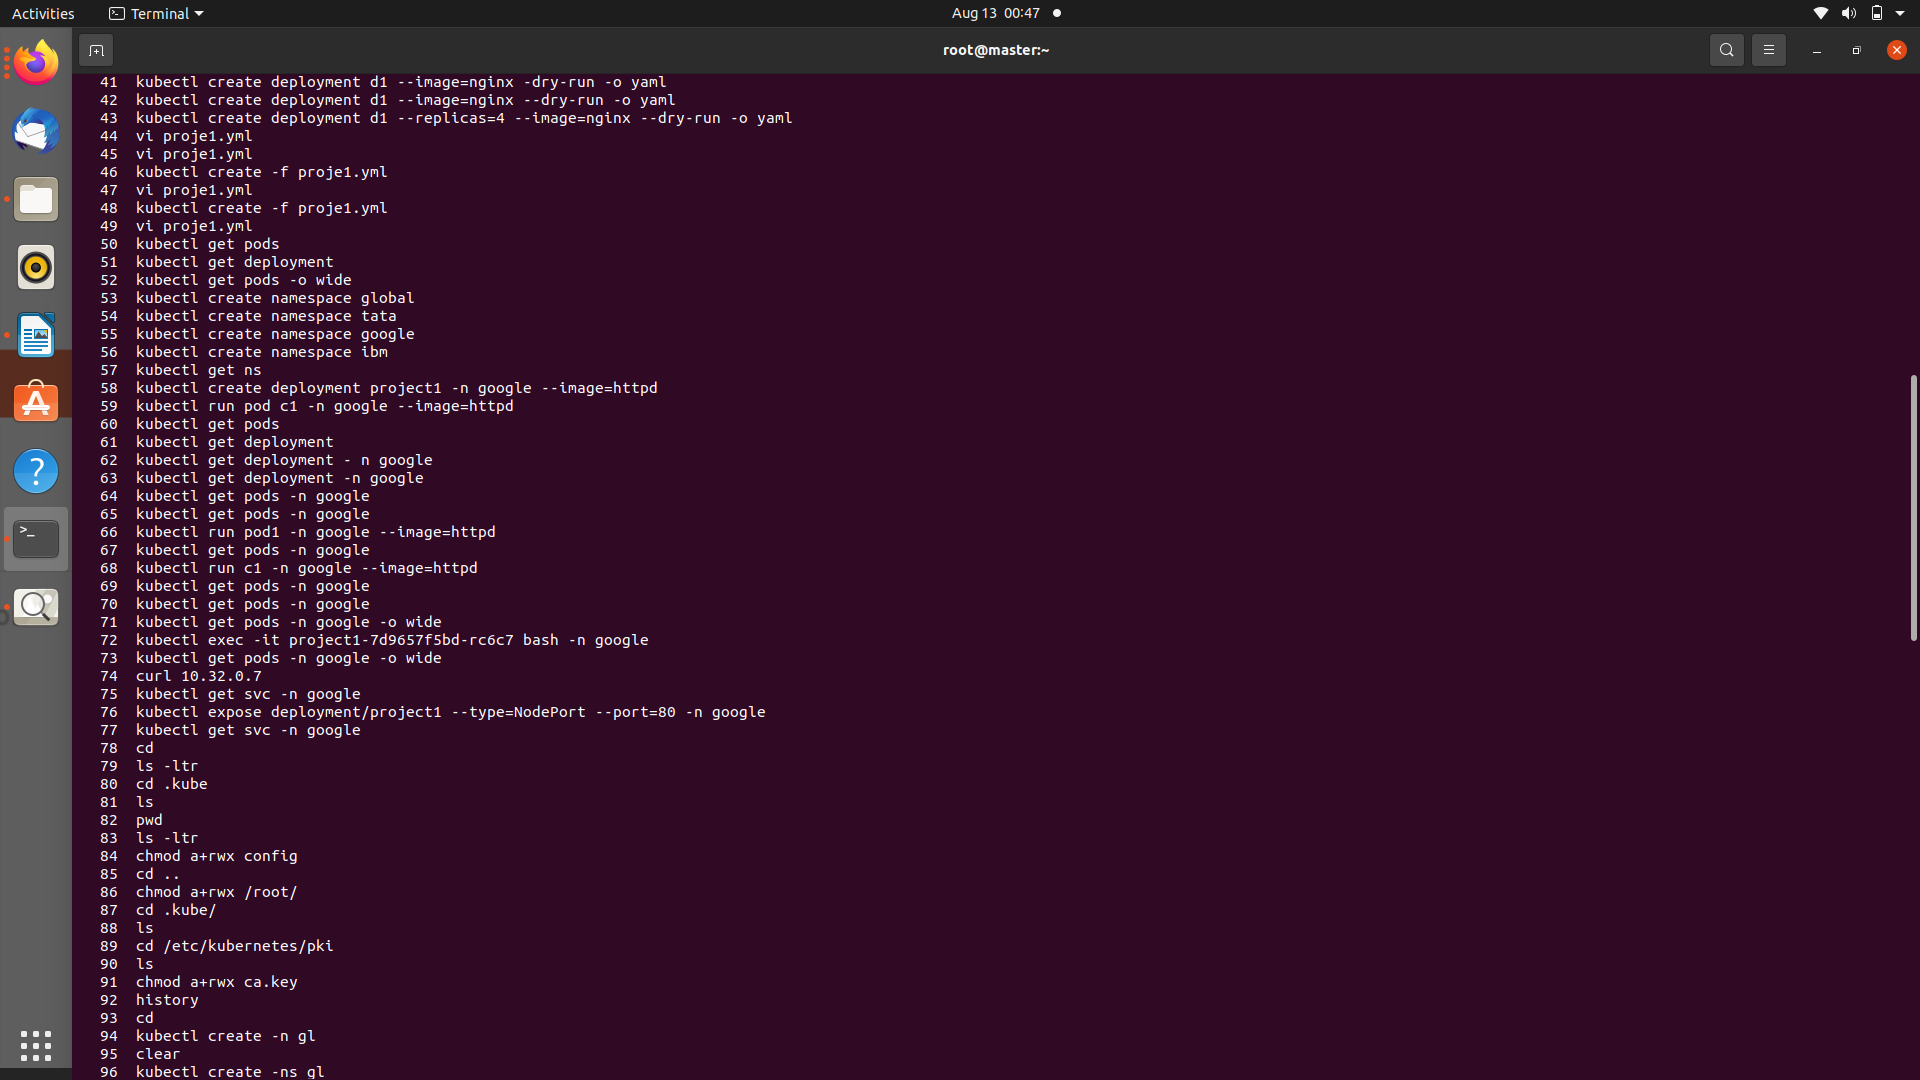 Activities
Terminal
Aug 13 00:47
root@master:~
41 kubectl create deployment d1 --image=nginx -dry-run -o yaml
42 kubectl create deployment d1 --image=nginx --dry-run -o yaml
43 kubectl create deployment d1 --replicas=4 --image=nginx --dry-run -o yaml
44 vi proje1.yml
45 vi proje1.yml
46 kubectl create -f proje1.yml
47 vi proje1.yml
48 kubectl create -f proje1.yml
49 vi proje1.yml
50 kubectl get pods
51 kubectl get deployment
52 kubectl get pods -o wide
53 kubectl create namespace global
54 kubectl create namespace tata
55 kubectl create namespace google
56 kubectl create namespace ibm
57 kubectl get ns
58 kubectl create deployment project1 -n google --image=httpd
59 kubectl run pod c1 -n google --image=httpd
60 kubectl get pods
61 kubectl get deployment
62 kubectl get deployment - n google
63 kubectl get deployment -n google
64 kubectl get pods -n google
65 kubectl get pods -n google
66 kubectl run pod1 -n google --image=httpd
67 kubectl get pods -n google
68 kubectl run c1 -n google --image=httpd
69 kubectl get pods -n google
70 kubectl get pods -n google
71 kubectl get pods -n google -o wide
72 kubectl exec -it project1-7d9657f5bd-rc6c7 bash -n google
73 kubectl get pods -n google -o wide
74 curl 10.32.0.7
75 kubectl get svc -n google
76 kubectl expose deployment/project1 --type=NodePort --port=80 -n google
77 kubectl get svc -n google
78 cd
79 ls -ltr
80 cd .kube
81 ls
82 pwd
83 ls -ltr
84 chmod a+rwx config
85 cd ..
86 chmod a+rwx /root/
87 cd .kube/
88 ls
89 cd /etc/kubernetes/pki
90 ls
91 chmod a+rwx ca.key
92 history
93 cd
94 kubectl create -n gl
95 clear
96 kubectl create -ns gl